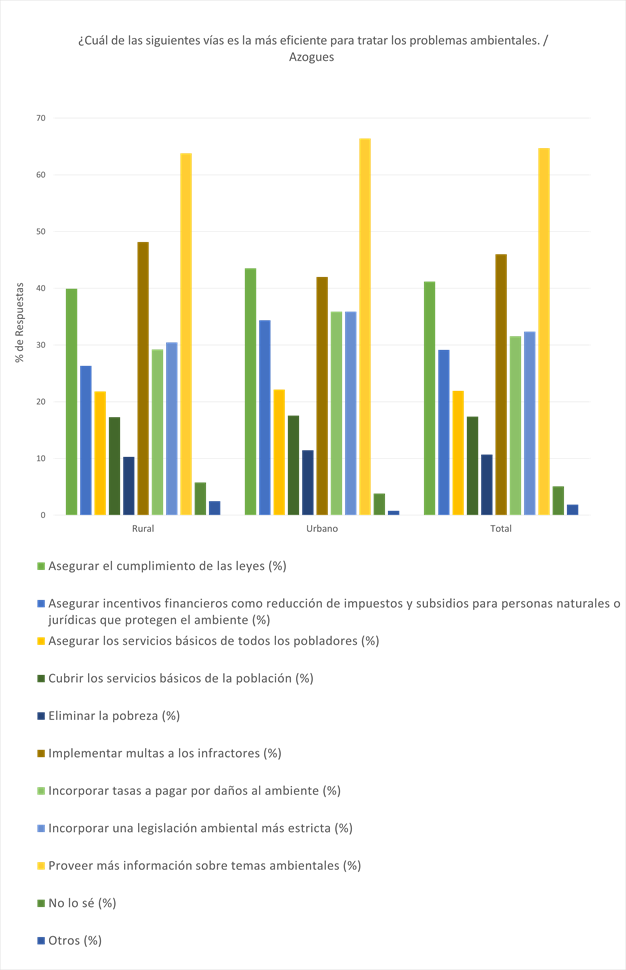 ¿Cuál de las siguientes vías es la más eficiente para tratar los problemas ambientales. /
Azogues
70
60
50
40
30
20
10
0
% de Respuestas
Rural
Urbano
Total
Asegurar el cumplimiento de las leyes (%)
Asegurar incentivos financieros como reducción de impuestos y subsidios para personas naturales o
jurídicas que protegen el ambiente (%)
Asegurar los servicios básicos de todos los pobladores (%)
Cubrir los servicios básicos de la población (%)
Eliminar la pobreza (%)
Implementar multas a los infractores (%)
Incorporar tasas a pagar por daños al ambiente (%)
Incorporar una legislación ambiental más estricta (%)
Proveer más información sobre temas ambientales (%)
No lo sé (%)
Otros (%)